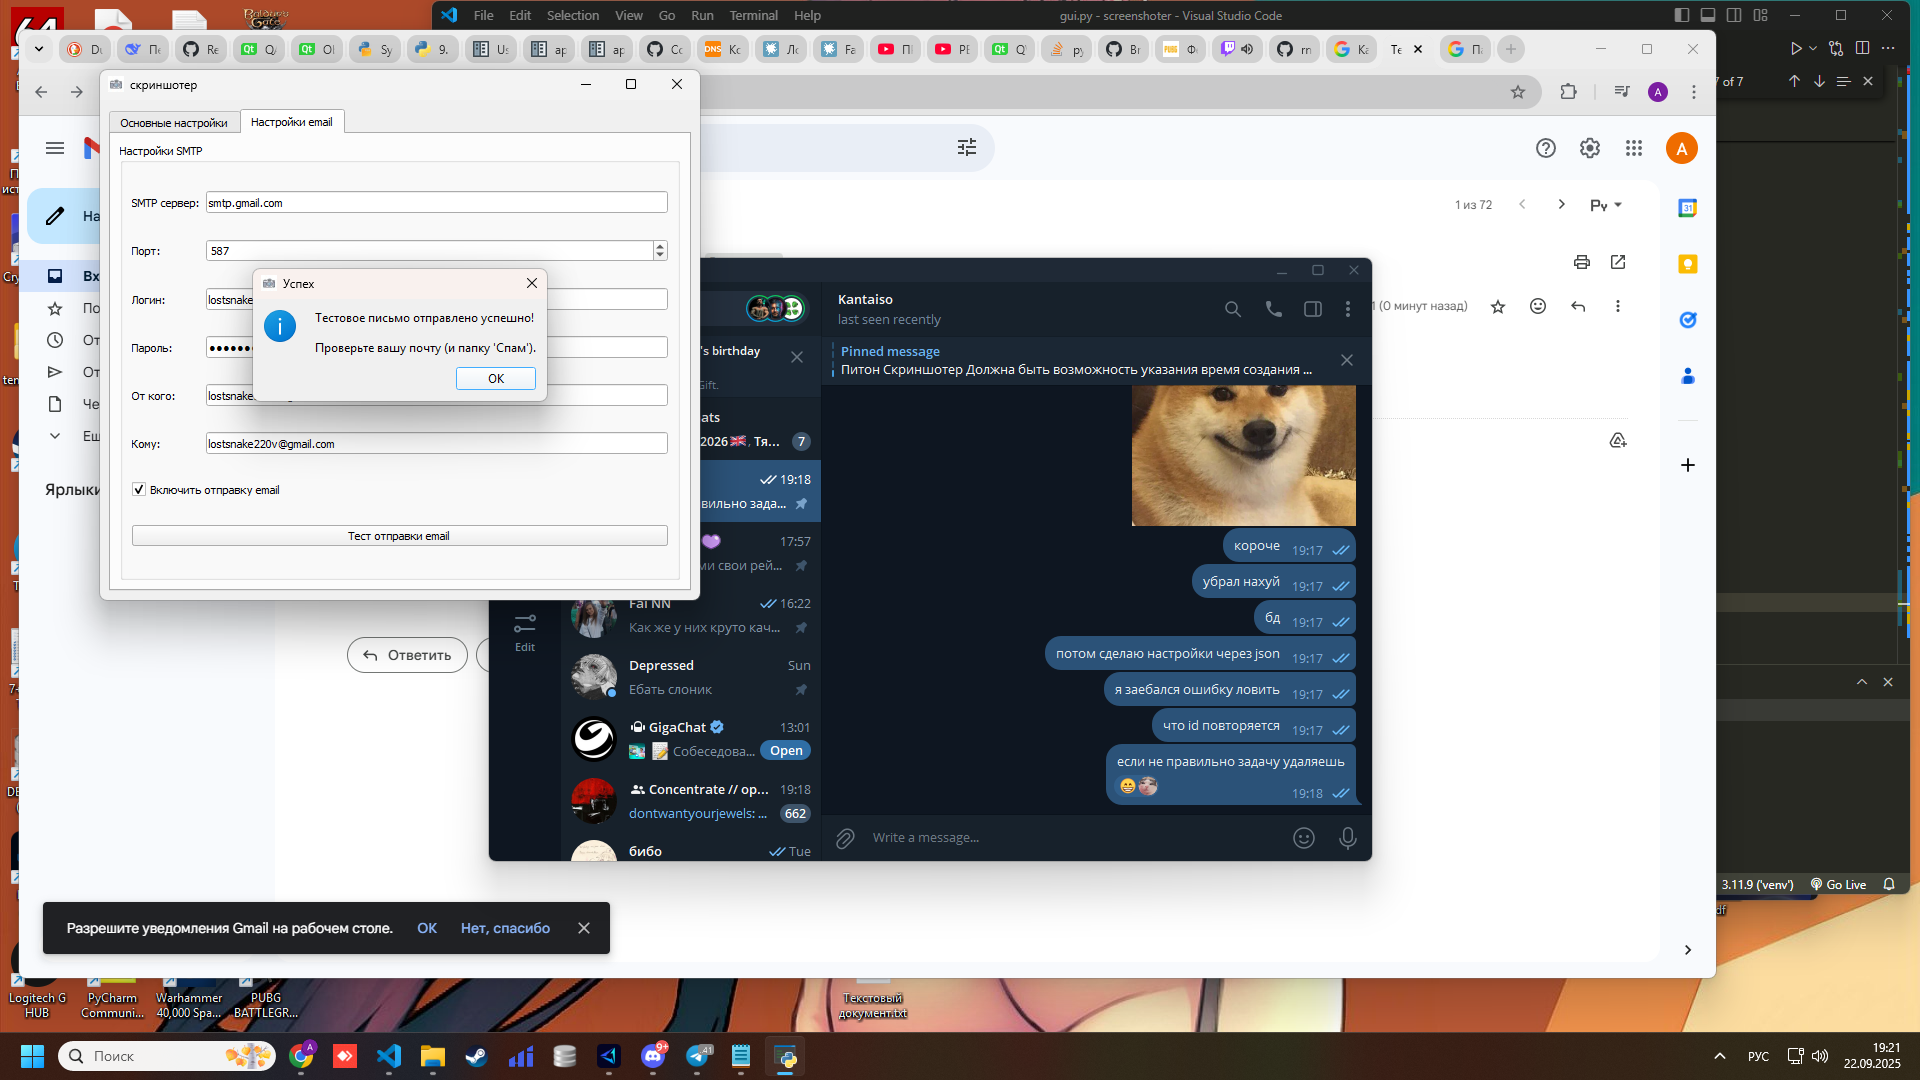 File Edit Selection View Go Run Terminal Help
gui.py - screenshoter - Visual Studio Code
7 of 7
скриншотер
Основные настройки
Настройки email
Настройки SMTP
SMTP сервер: smtp.gmail.com
Порт: 587
Логин: lostsnake
Пароль:
От кого: lostsnake
Кому: lostsnake220v@gmail.com
Включить отправку email
Тест отправки email
Успех
Тестовое письмо отправлено успешно!
Проверьте вашу почту (и папку 'Спам').
OK
1 из 72
1 (0 минут назад)
Ярлыки
Ответить
Kantaiso
last seen recently
Pinned message
Питон Скриншотер Должна быть возможность указания время создания ...
's birthday
Gift.
ats
2026🇬🇧, Тя...
7
19:18
вильно зада...
17:57
ми свои рей...
Fai NN
16:22
Как же у них круто кач...
Edit
Depressed
Sun
Ебать слоник
GigaChat
13:01
Собеседова...
Open
Concentrate // op...
19:18
dontwantyourjewels: ...
662
бибо
Tue
короче 19:17
убрал нахуй 19:17
бд 19:17
потом сделаю настройки через json 19:17
я заебался ошибку ловить 19:17
что id повторяется 19:17
если не правильно задачу удаляешь
19:18
Write a message...
3.11.9 ('venv')
Go Live
Разрешите уведомления Gmail на рабочем столе.
ОК
Нет, спасибо
Logitech G HUB
PyCharm Communi...
Warhammer 40,000 Spa...
PUBG BATTLEGR...
Текстовый документ.txt
Поиск
РУС
19:21
22.09.2025